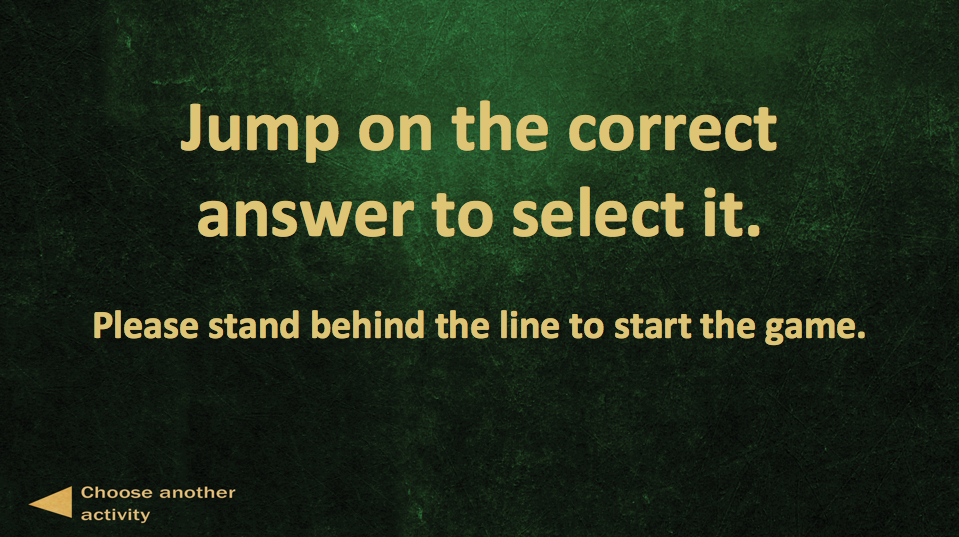 Jump on the correct
answer to select it.
Please stand behind the line to start the game.
Choose another
activity